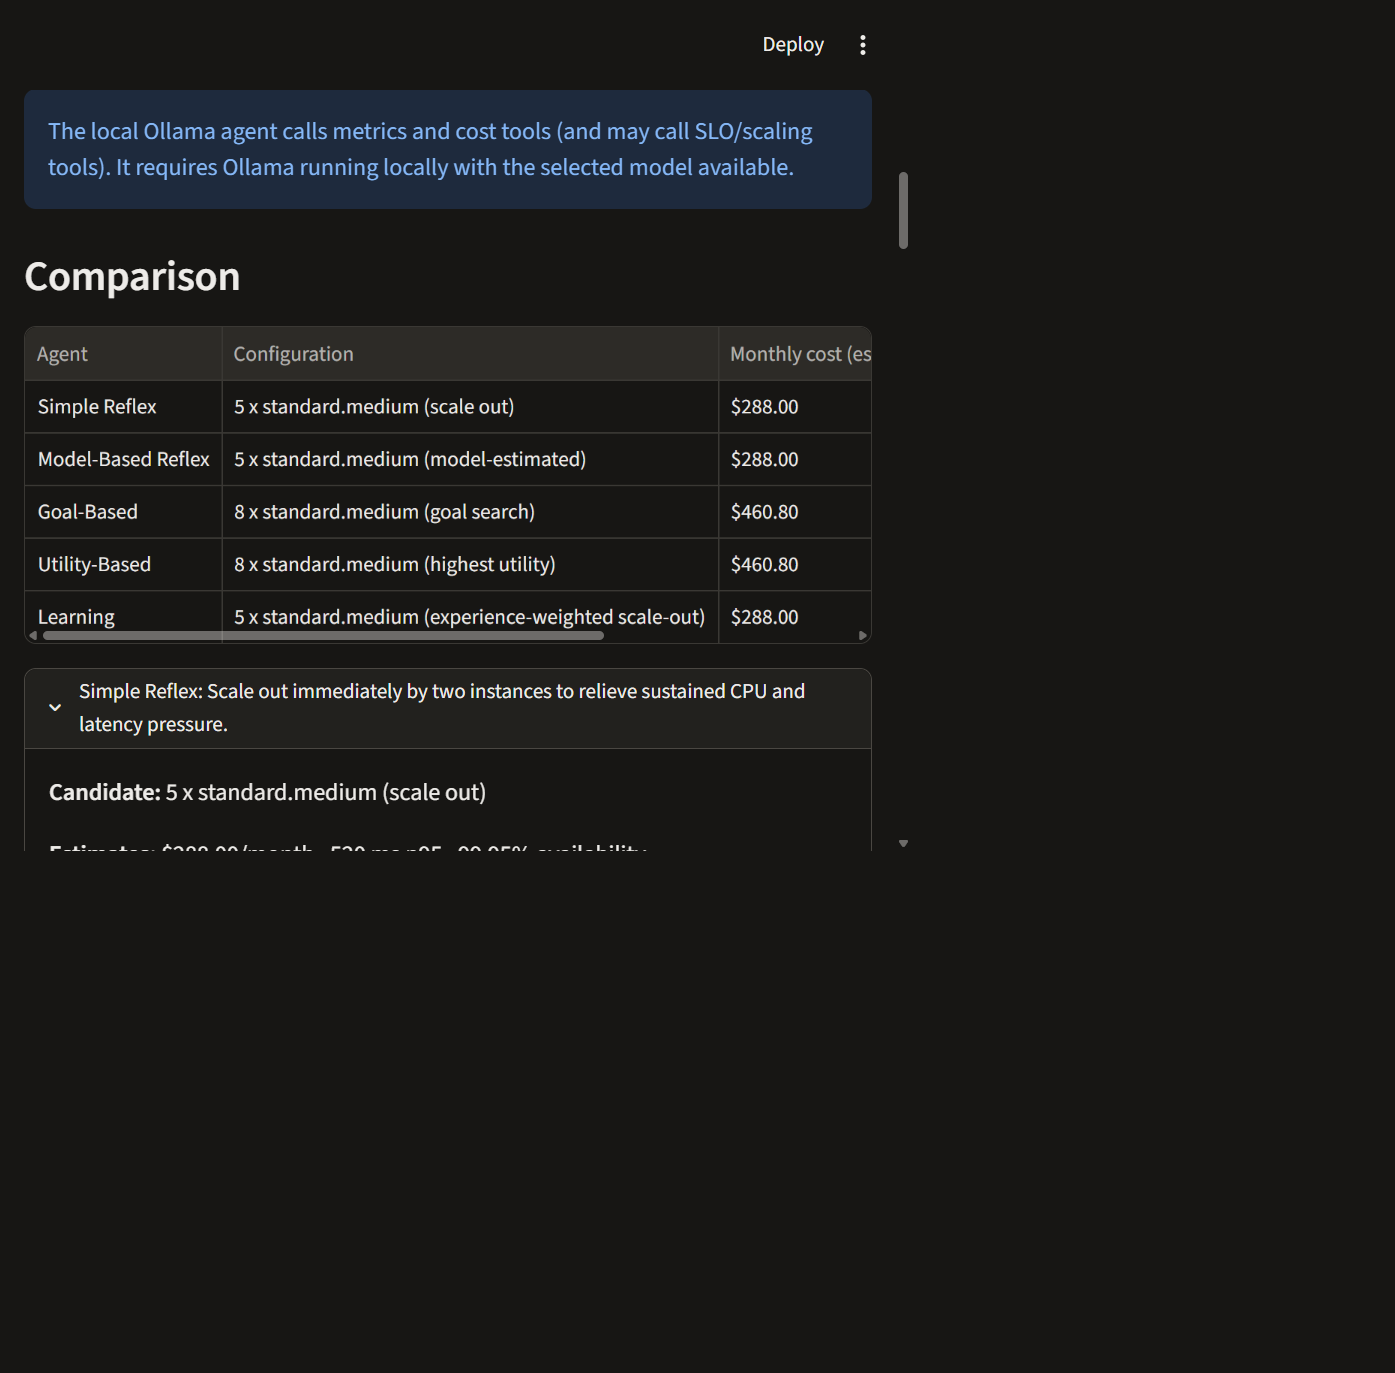 Deploy
The local Ollama agent calls metrics and cost tools (and may call SLO/scaling
tools). It requires Ollama running locally with the selected model available.
Comparison
Agent Configuration Monthly cost (es
Simple Reflex 5 x standard.medium (scale out) $288.00
Model-Based Reflex 5 x standard.medium (model-estimated) $288.00
Goal-Based 8 x standard.medium (goal search) $460.80
Utility-Based 8 x standard.medium (highest utility) $460.80
Learning 5 x standard.medium (experience-weighted scale-out) $288.00
Simple Reflex: Scale out immediately by two instances to relieve sustained CPU and
latency pressure.
Candidate: 5 x standard.medium (scale out)
Estimates: $288.00/month